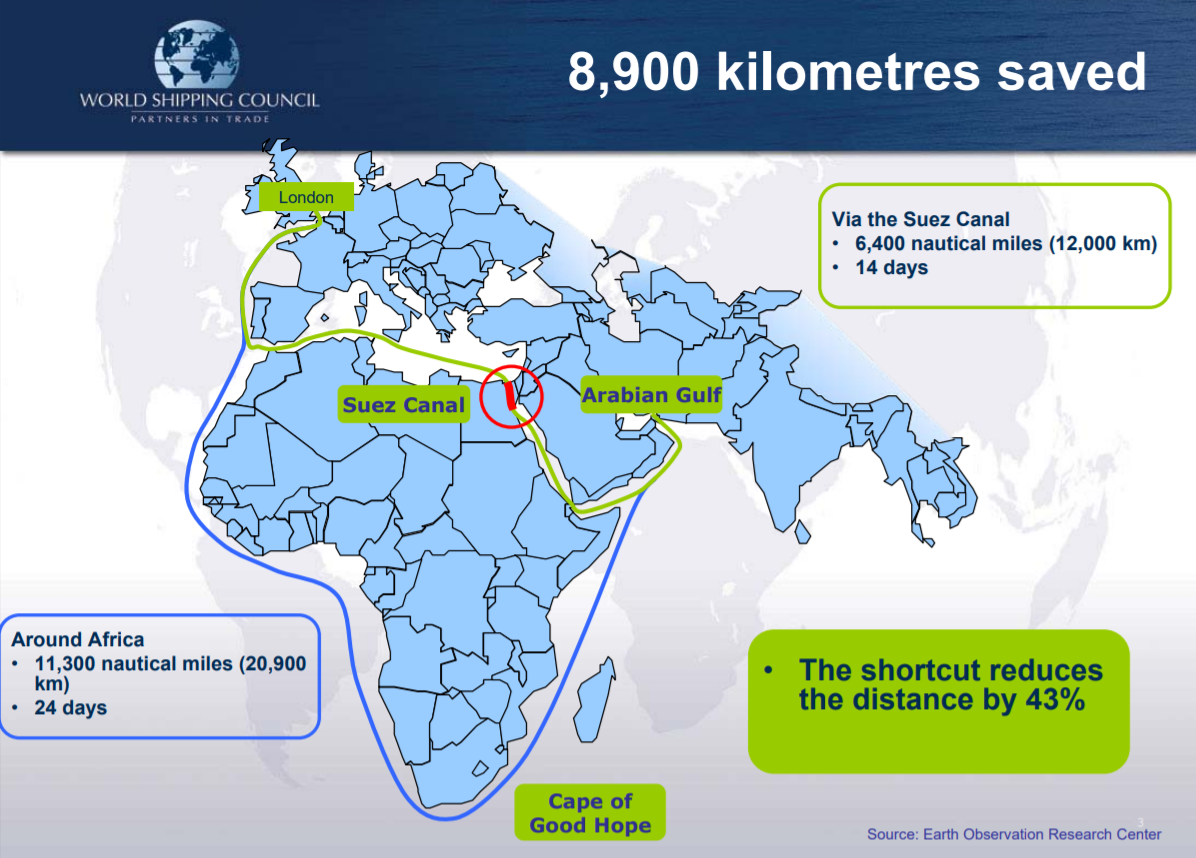 WORLD SHIPPING COUNCIL
PARTNERS IN TRADE
8,900 kilometres saved
London
Via the Suez Canal
• 6,400 nautical miles (12,000 km)
• 14 days
Suez Canal
Arabian Gulf
Around Africa
• 11,300 nautical miles (20,900
km)
• 24 days
• The shortcut reduces
the distance by 43%
Cape of
Good Hope
3
Source: Earth Observation Research Center